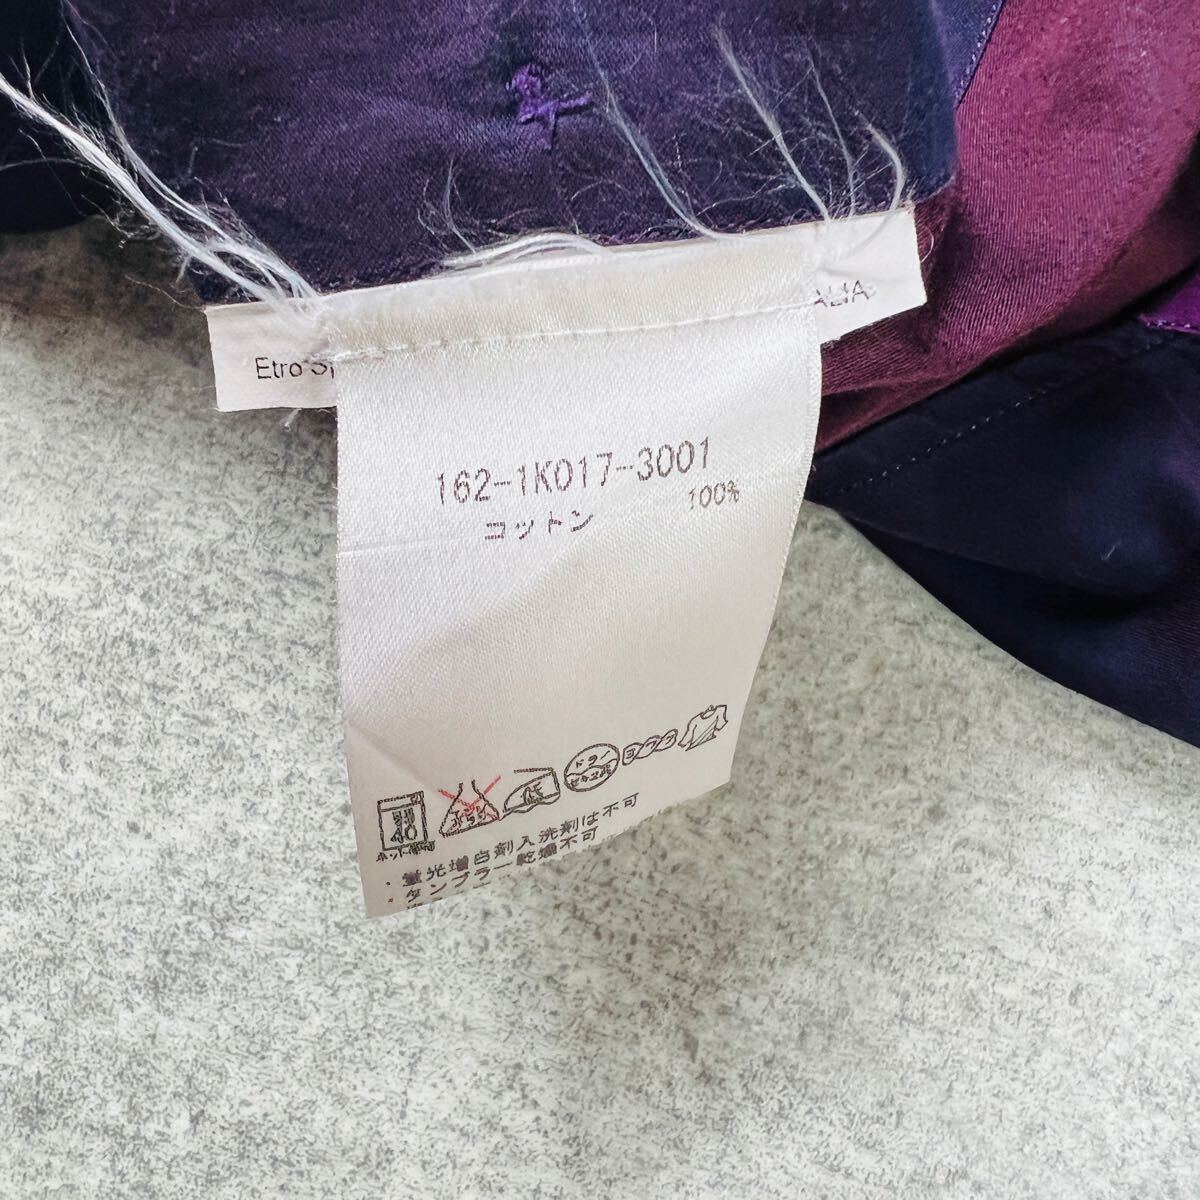 Etro
ALIA
162-1K017-3001
コットン 100%
40
ドライ
・蛍光増白剤入洗剤は不可
・タンブラー乾燥不可